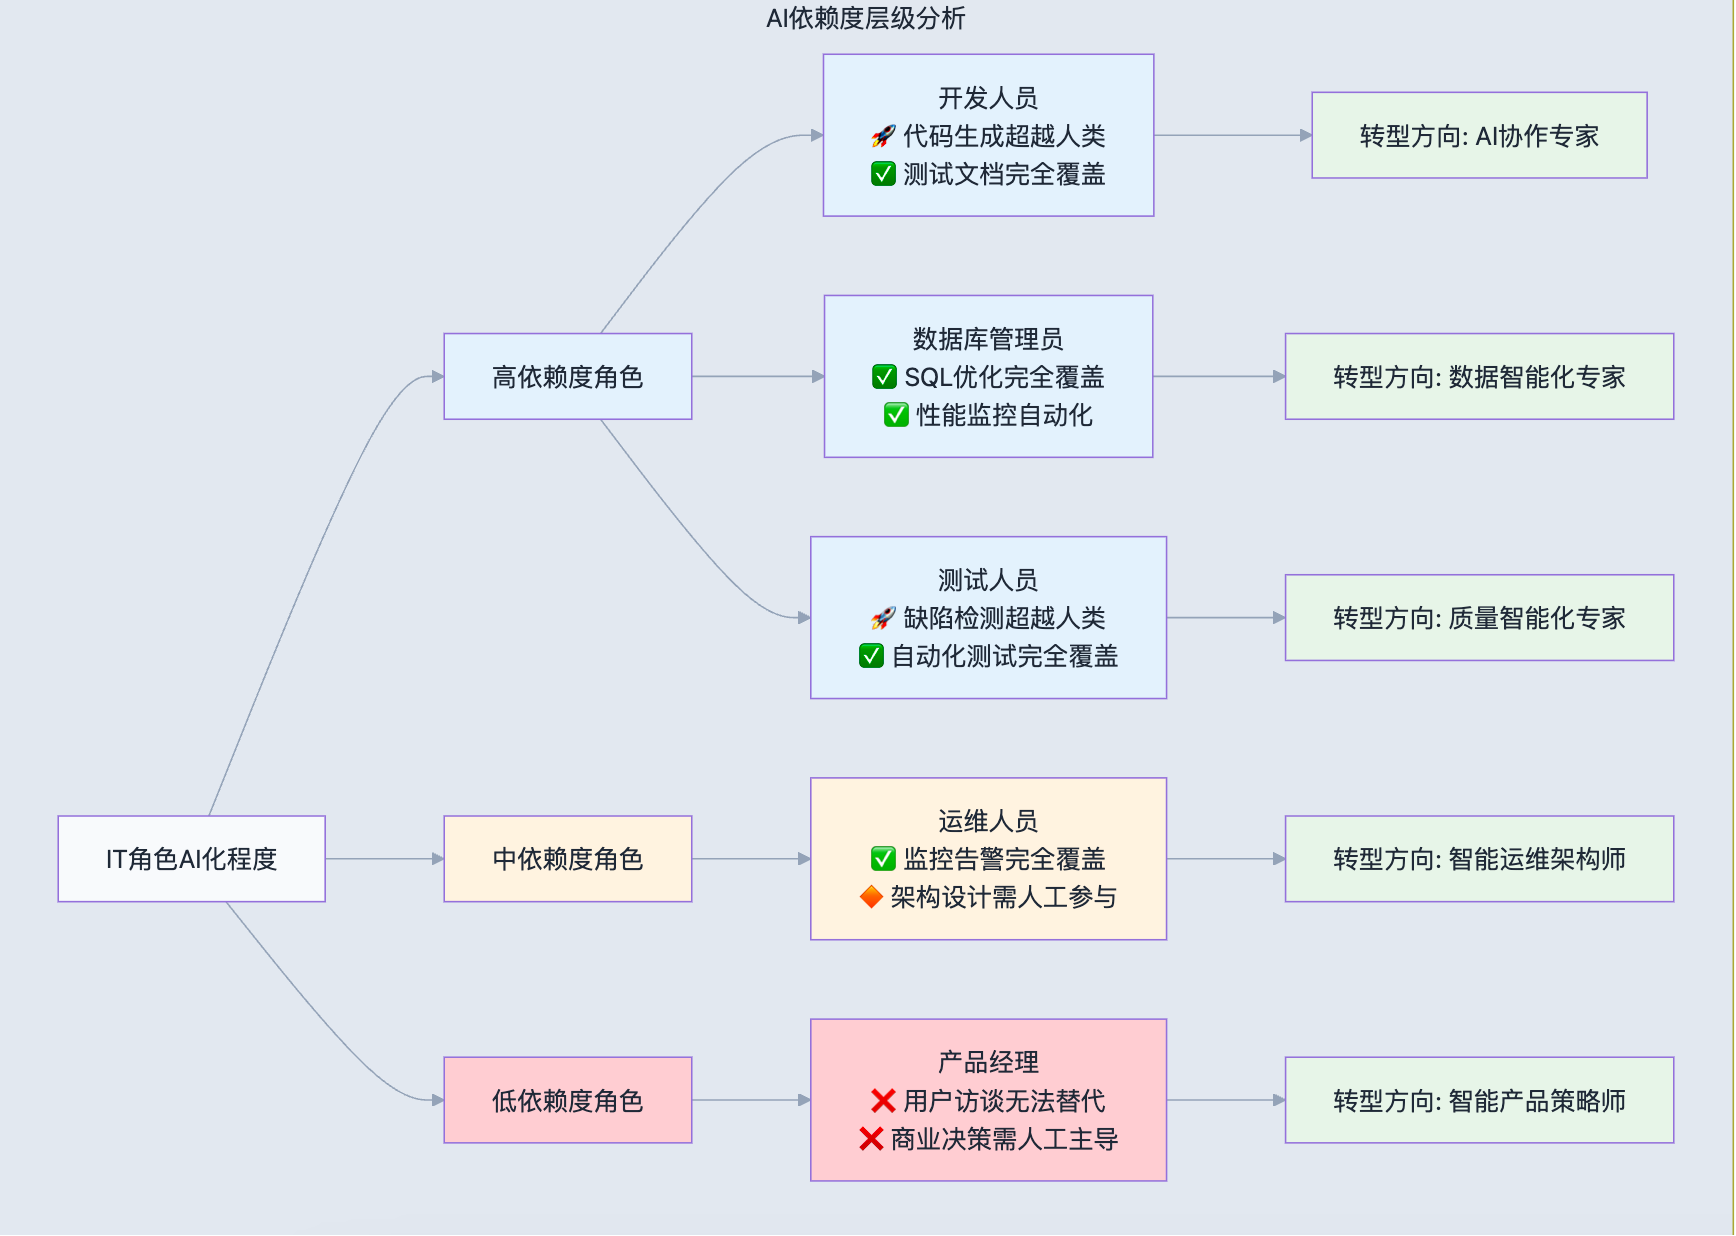 AI依赖度层级分析
开发人员
🚀 代码生成超越人类
✅ 测试文档完全覆盖
转型方向: AI协作专家
高依赖度角色
数据库管理员
✅ SQL优化完全覆盖
✅ 性能监控自动化
转型方向: 数据智能化专家
测试人员
🚀 缺陷检测超越人类
✅ 自动化测试完全覆盖
转型方向: 质量智能化专家
IT角色AI化程度
中依赖度角色
运维人员
✅ 监控告警完全覆盖
🔶 架构设计需人工参与
转型方向: 智能运维架构师
低依赖度角色
产品经理
❌ 用户访谈无法替代
❌ 商业决策需人工主导
转型方向: 智能产品策略师